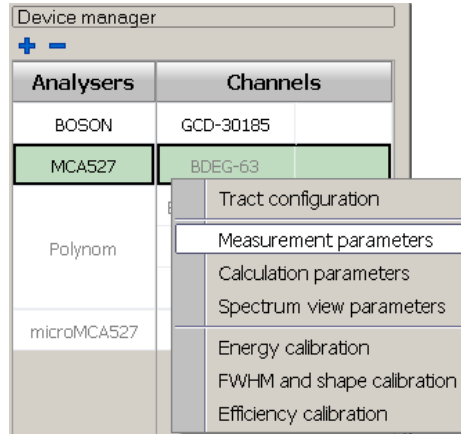 Device manager
Analysers Channels
BOSON GCD-30185
MCA527 BDEG-63
Tract configuration
Measurement parameters
Polynom
Calculation parameters
Spectrum view parameters
microMCA527
Energy calibration
FWHM and shape calibration
Efficiency calibration